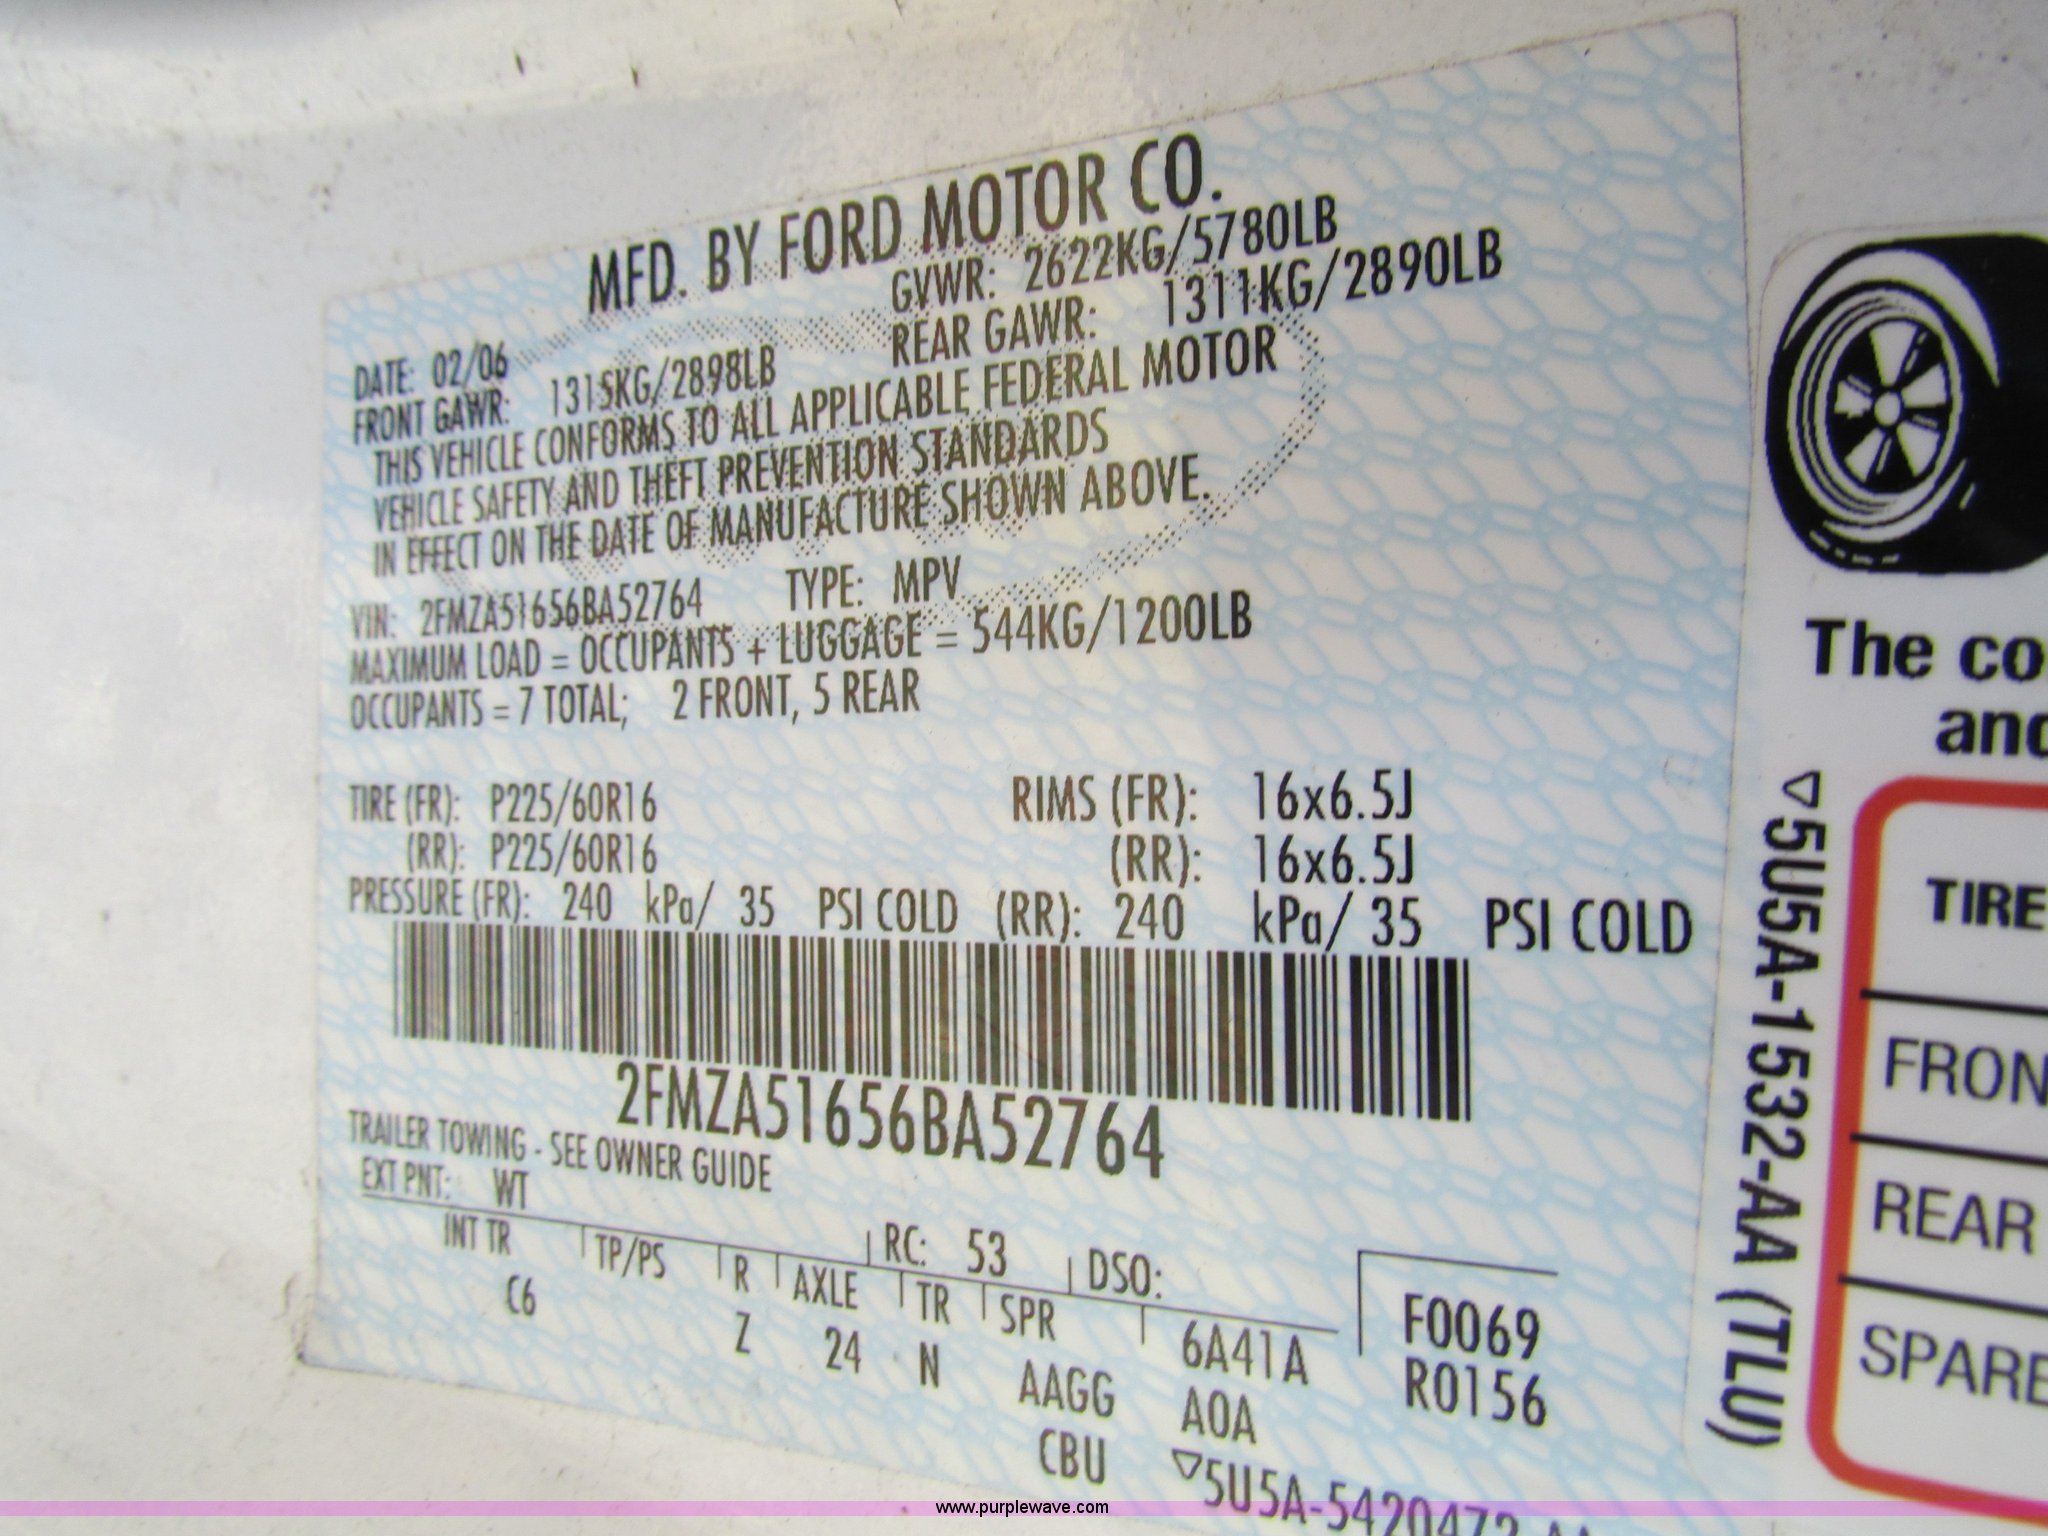 MFD. BY FORD MOTOR CO.
DATE: 02/06 GVWR: 2622KG/5780LB
FRONT GAWR: 1315KG/2898LB REAR GAWR: 1311KG/2890LB
THIS VEHICLE CONFORMS TO ALL APPLICABLE FEDERAL MOTOR
VEHICLE SAFETY AND THEFT PREVENTION STANDARDS
IN EFFECT ON THE DATE OF MANUFACTURE SHOWN ABOVE.
VIN: 2FMZA51656BA52764 TYPE: MPV
MAXIMUM LOAD = OCCUPANTS + LUGGAGE = 544KG/1200LB
OCCUPANTS = 7 TOTAL; 2 FRONT, 5 REAR
TIRE (FR): P225/60R16 RIMS (FR): 16x6.5J
(RR): P225/60R16 (RR): 16x6.5J
PRESSURE (FR): 240 kPa/ 35 PSI COLD (RR): 240 kPa/ 35 PSI COLD
2FMZA51656BA52764
TRAILER TOWING - SEE OWNER GUIDE
EXT PNT: WT RC: 53 DSO:
INT TR TP/PS R AXLE TR SPR 6A41A F0069
C6 Z 24 N AAGG A0A R0156
CBU ▽5U5A-5420472
▽5U5A-1532-AA (TLU)
The co
and
TIRE
FRON
REAR
SPARE
www.purplewave.com